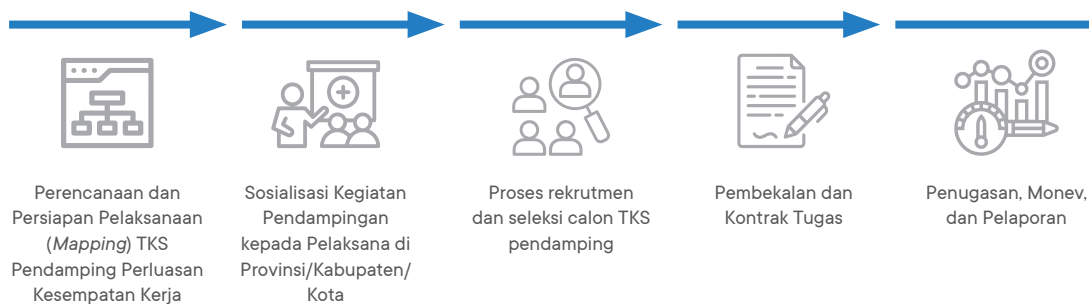 Perencanaan dan
Persiapan Pelaksanaan
(Mapping) TKS
Pendamping Perluasan
Kesempatan Kerja
Sosialisasi Kegiatan
Pendampingan
kepada Pelaksana di
Provinsi/Kabupaten/
Kota
Proses rekrutmen
dan seleksi calon TKS
pendamping
Pembekalan dan
Kontrak Tugas
Penugasan, Monev,
dan Pelaporan